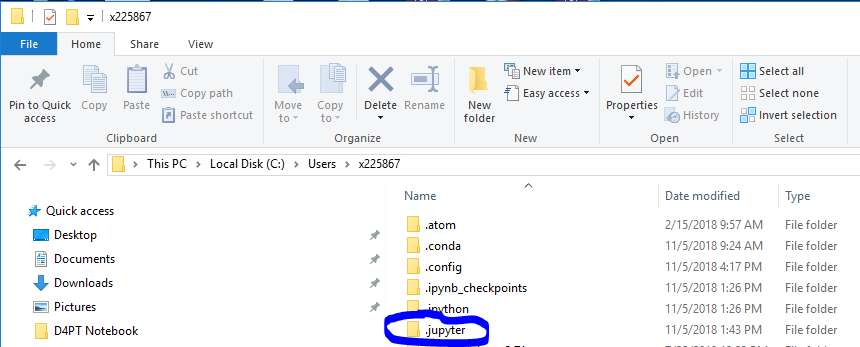 x225867
File Home Share View
Pin to Quick access
Copy
Paste
Cut
Copy path
Paste shortcut
Clipboard
Move to
Copy to
Delete
Rename
Organize
New folder
New item
Easy access
New
Properties
Open
Edit
History
Open
Select all
Select none
Invert selection
Select
This PC > Local Disk (C:) > Users > x225867
Quick access
Desktop
Documents
Downloads
Pictures
D4PT Notebook
Name Date modified Type
.atom 2/15/2018 9:57 AM File folder
.conda 11/5/2018 9:24 AM File folder
.config 11/5/2018 4:17 PM File folder
.ipynb_checkpoints 11/5/2018 1:26 PM File folder
.ipython 11/5/2018 1:26 PM File folder
.jupyter 11/5/2018 1:43 PM File folder